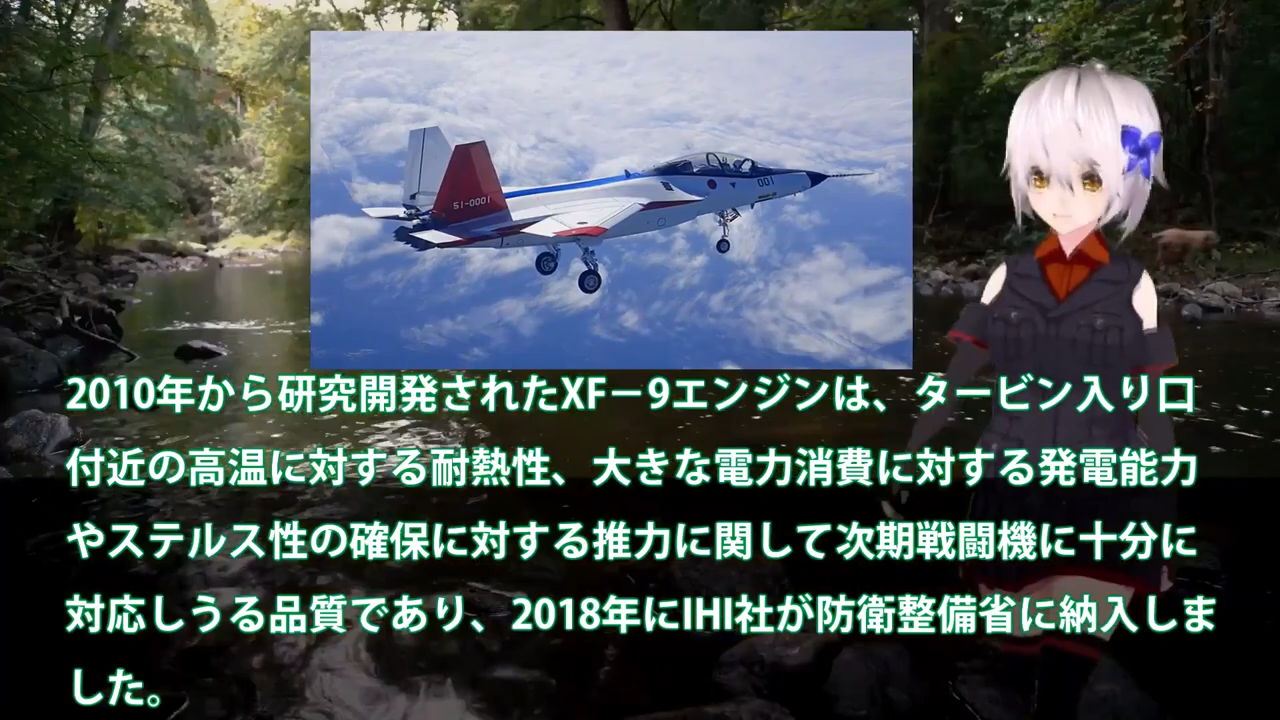 001
51-0001
2010年から研究開発されたXF－9エンジンは、タービン入り口
付近の高温に対する耐熱性、大きな電力消費に対する発電能力
やステルス性の確保に対する推力に関して次期戦闘機に十分に
対応しうる品質であり、2018年にIHI社が防衛整備省に納入しま
した。